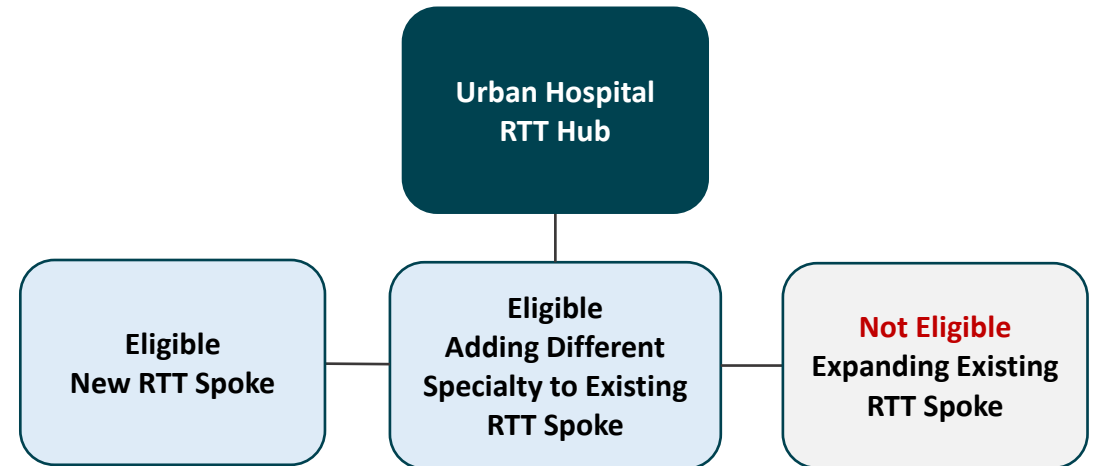 Urban Hospital
RTT Hub
Eligible
New RTT Spoke
Eligible
Adding Different
Specialty to Existing
RTT Spoke
Not Eligible
Expanding Existing
RTT Spoke